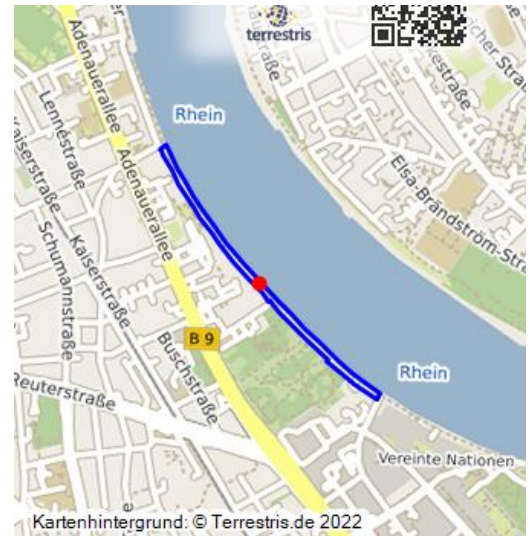 terrestris
Adenauerallee
Rhein
Lennéstraße
Kaiserstraße
Adenauerallee
Kaiserstraße
Schumannstraße
Elsa-Brändström-Str
B 9
Buschstraße
Rhein
Reuterstraße
Vereinte Nationen
Kartenhintergrund: © Terrestris.de 2022